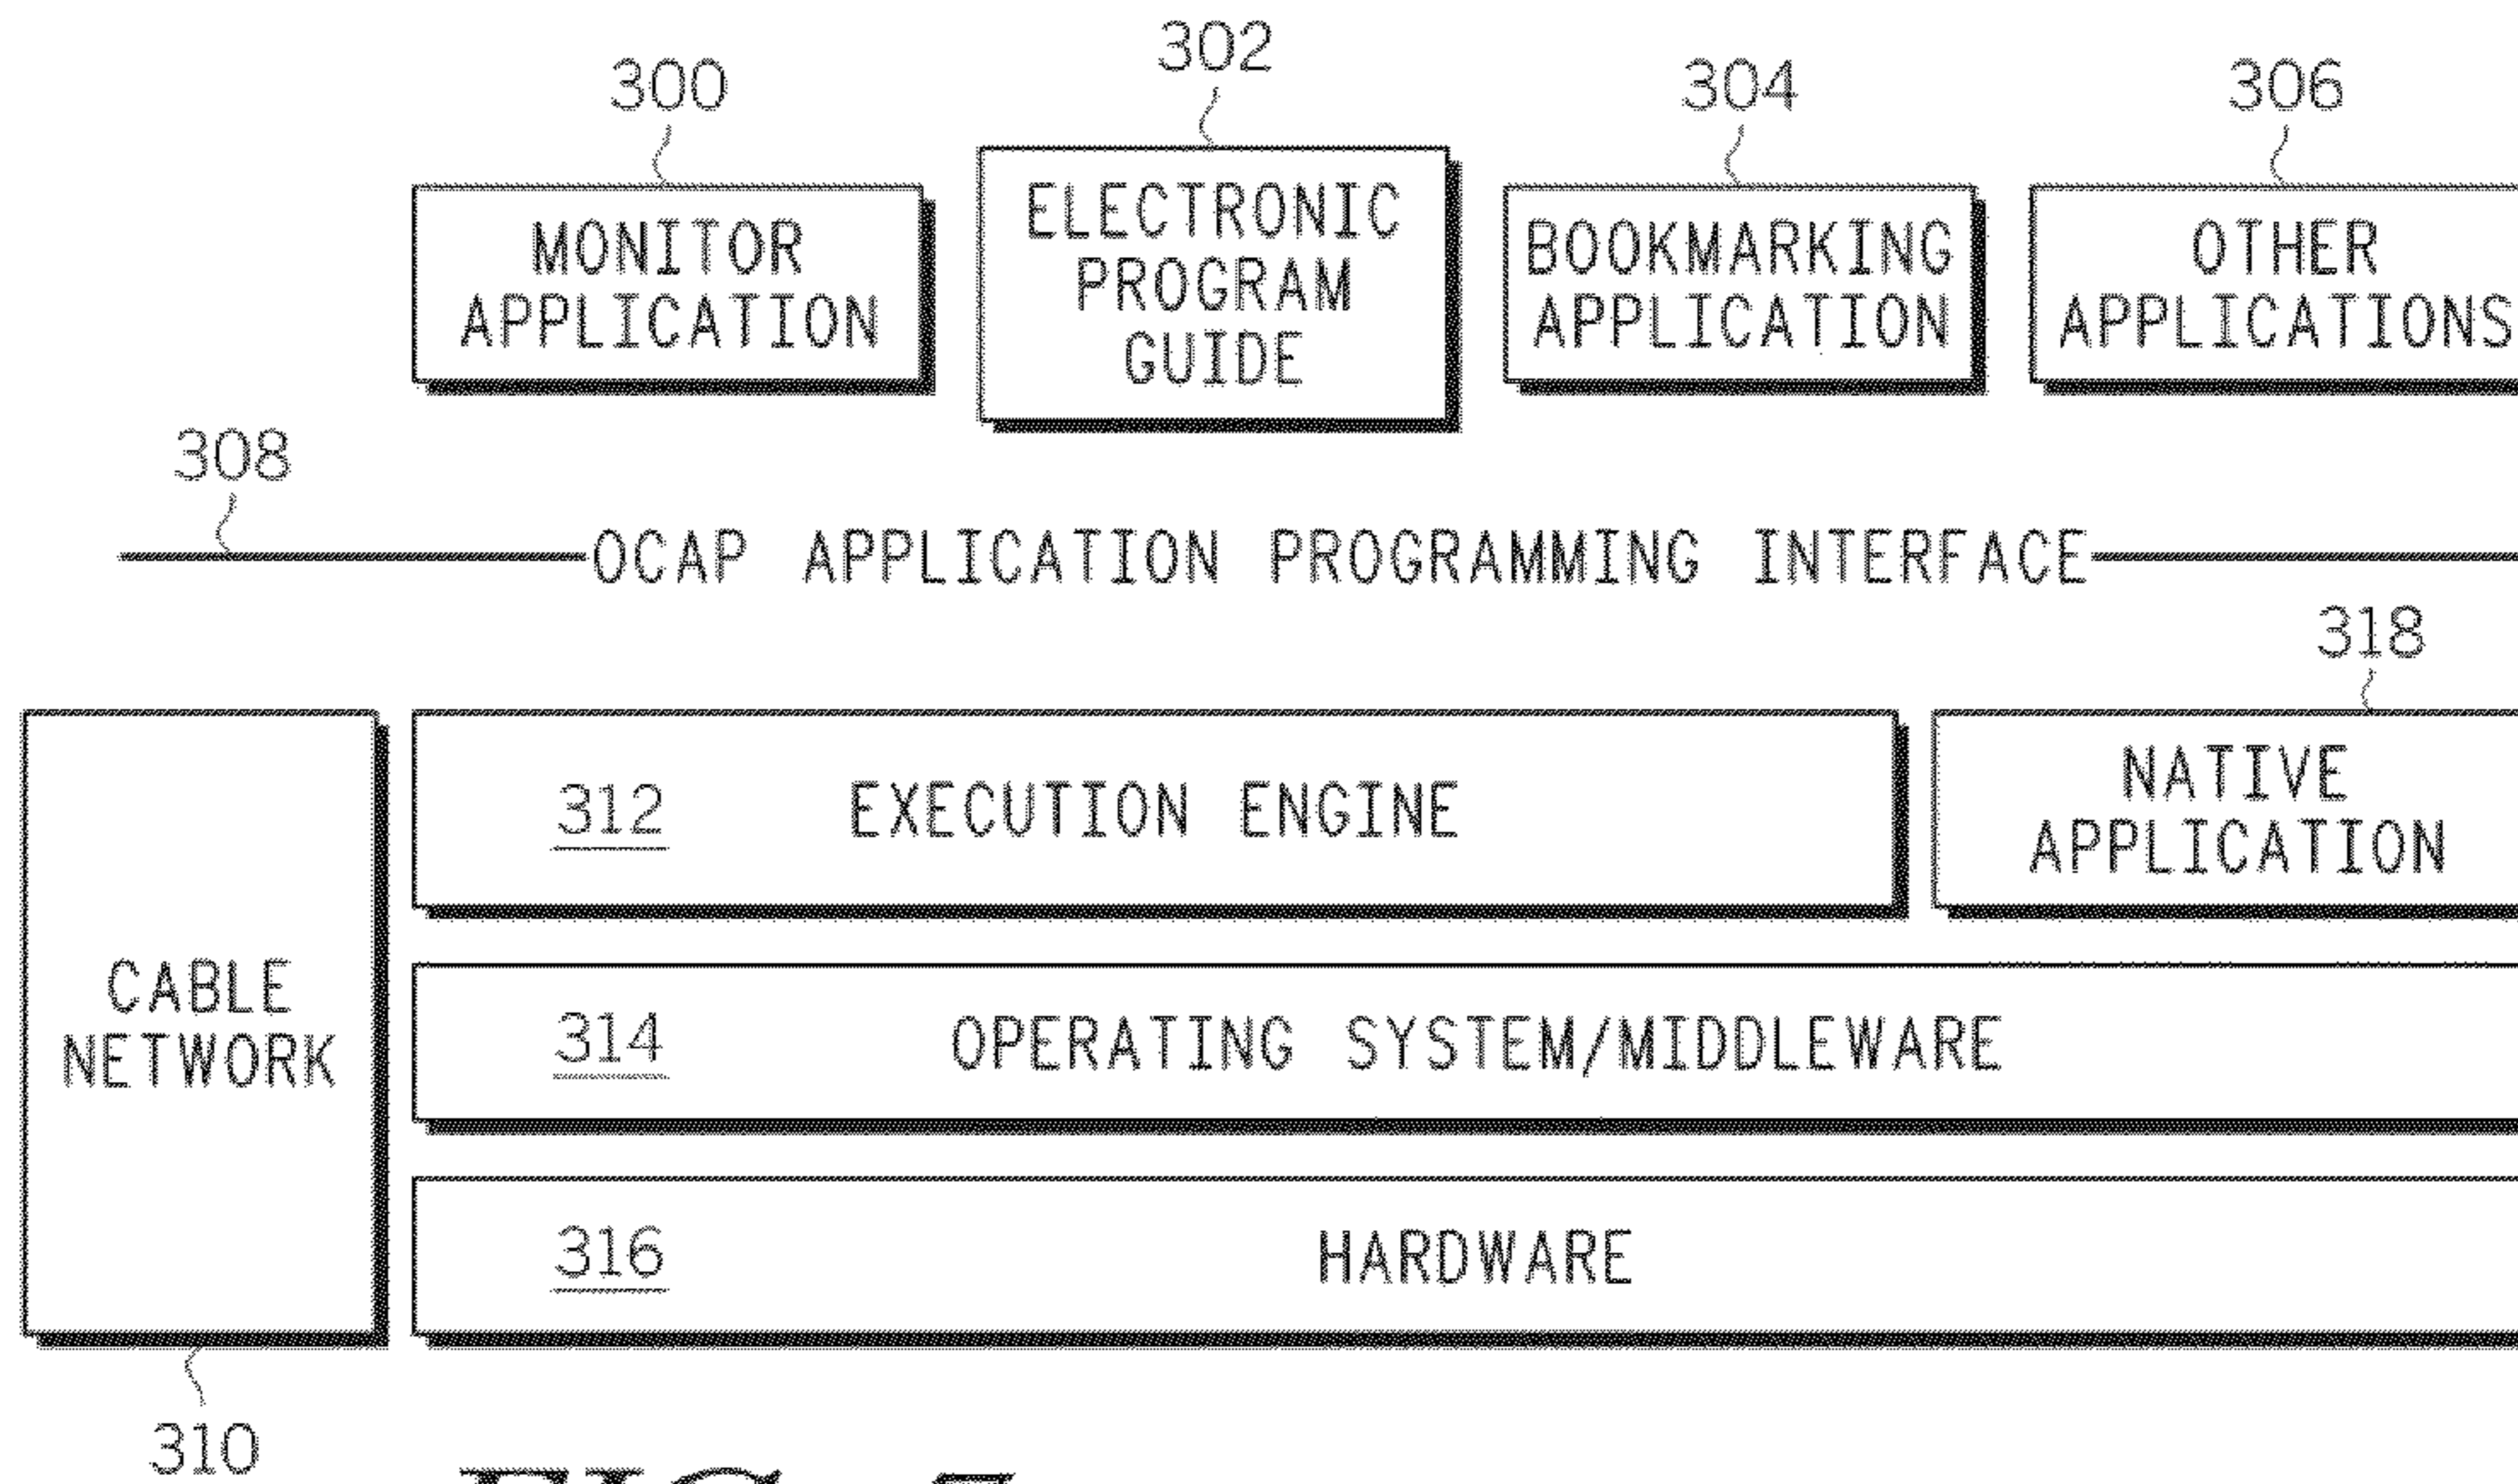 300
302
304
306
MONITOR
APPLICATION
ELECTRONIC
PROGRAM
GUIDE
BOOKMARKING
APPLICATION
OTHER
APPLICATIONS
308
OCAP APPLICATION PROGRAMMING INTERFACE
318
CABLE
NETWORK
312 EXECUTION ENGINE
NATIVE
APPLICATION
314 OPERATING SYSTEM/MIDDLEWARE
316 HARDWARE
310